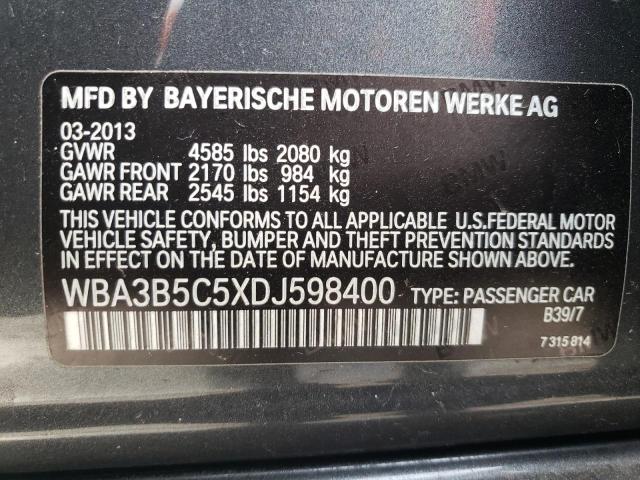 MFD BY BAYERISCHE MOTOREN WERKE AG
03-2013
GVWR 4585 lbs 2080 kg
GAWR FRONT 2170 lbs 984 kg
GAWR REAR 2545 lbs 1154 kg
THIS VEHICLE CONFORMS TO ALL APPLICABLE U.S.FEDERAL MOTOR
VEHICLE SAFETY, BUMPER AND THEFT PREVENTION STANDARDS
IN EFFECT ON THE DATE OF MANUFACTURE SHOWN ABOVE.
WBA3B5C5XDJ598400 TYPE: PASSENGER CAR
B39/7
7 315 814